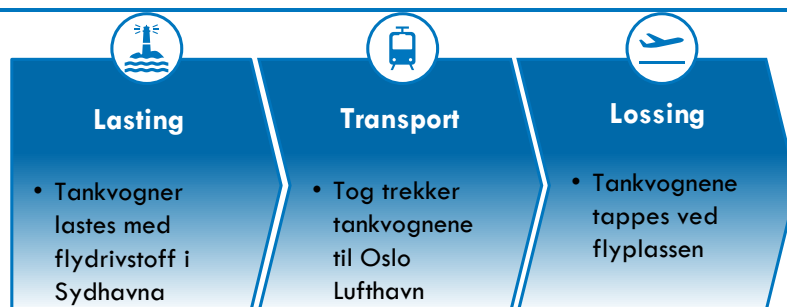 Lasting
• Tankvogner
lastes med
flydrivstoff i
Sydhavna
Transport
• Tog trekker
tankvognene
til Oslo
Lufthavn
Lossing
• Tankvognene
tappes ved
flyplassen